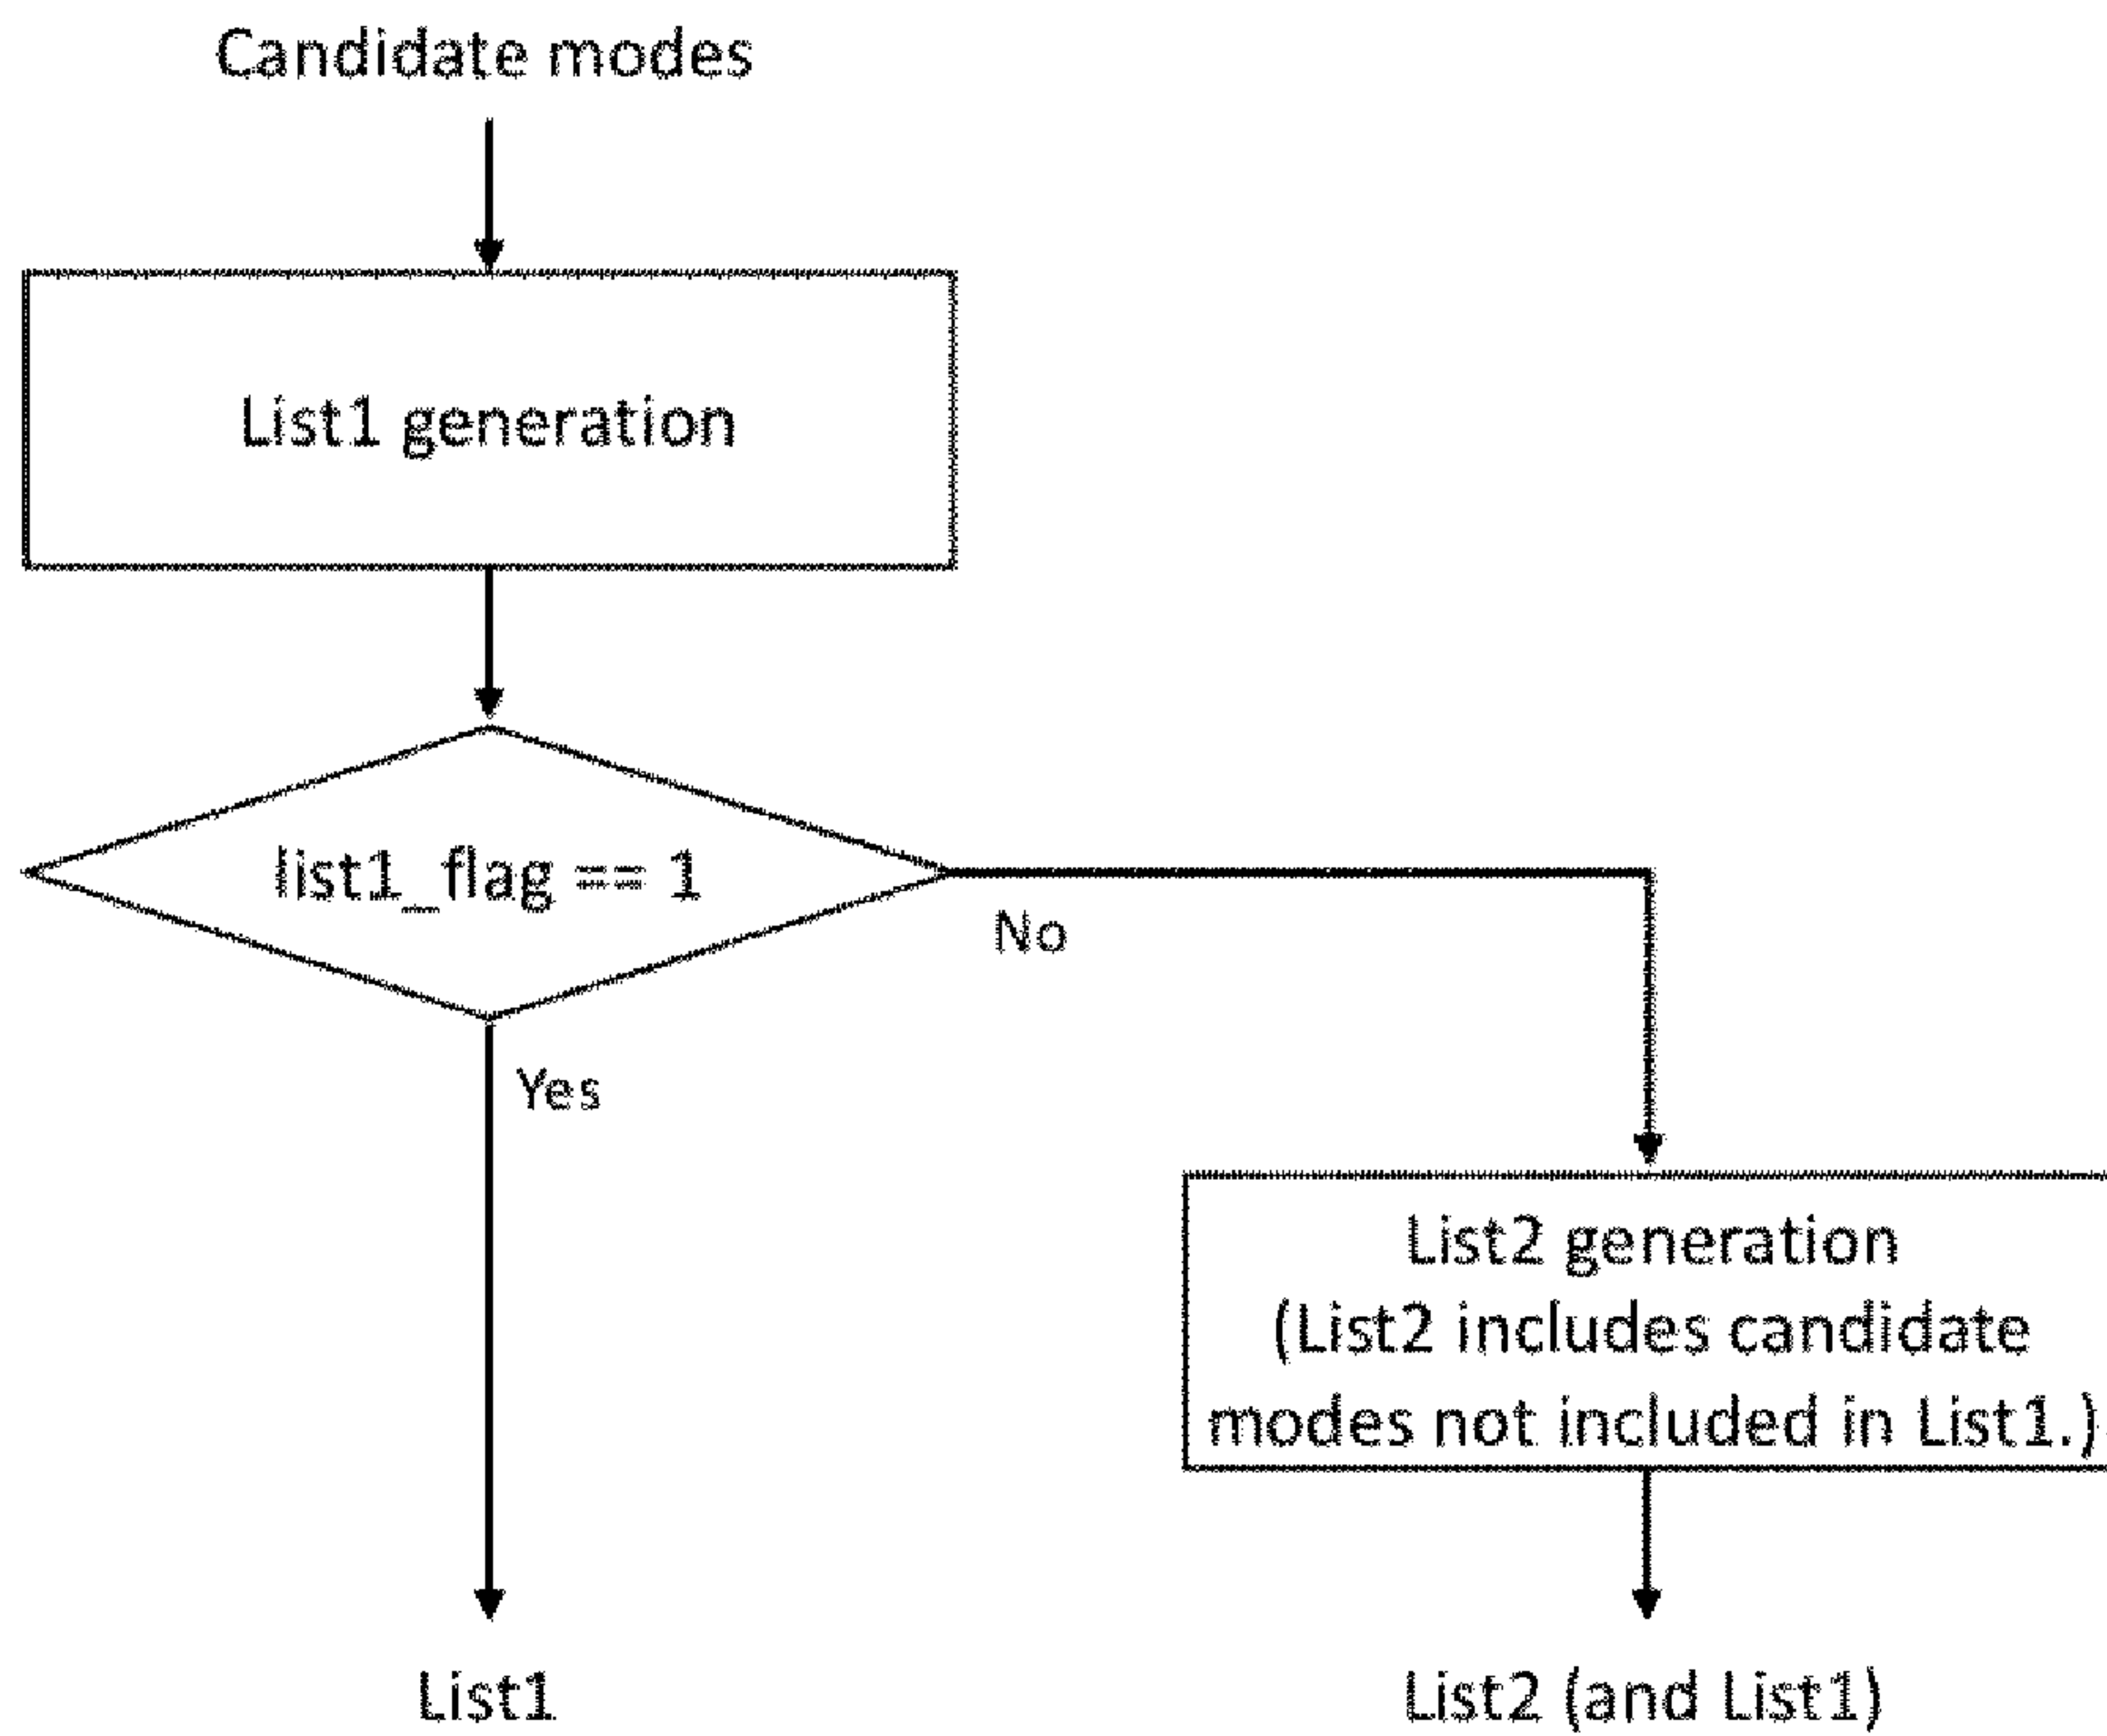 Candidate modes
List1 generation
list1_flag == 1
No
Yes
List2 generation
(List2 includes candidate
modes not included in List1.)
List1
List2 (and List1)